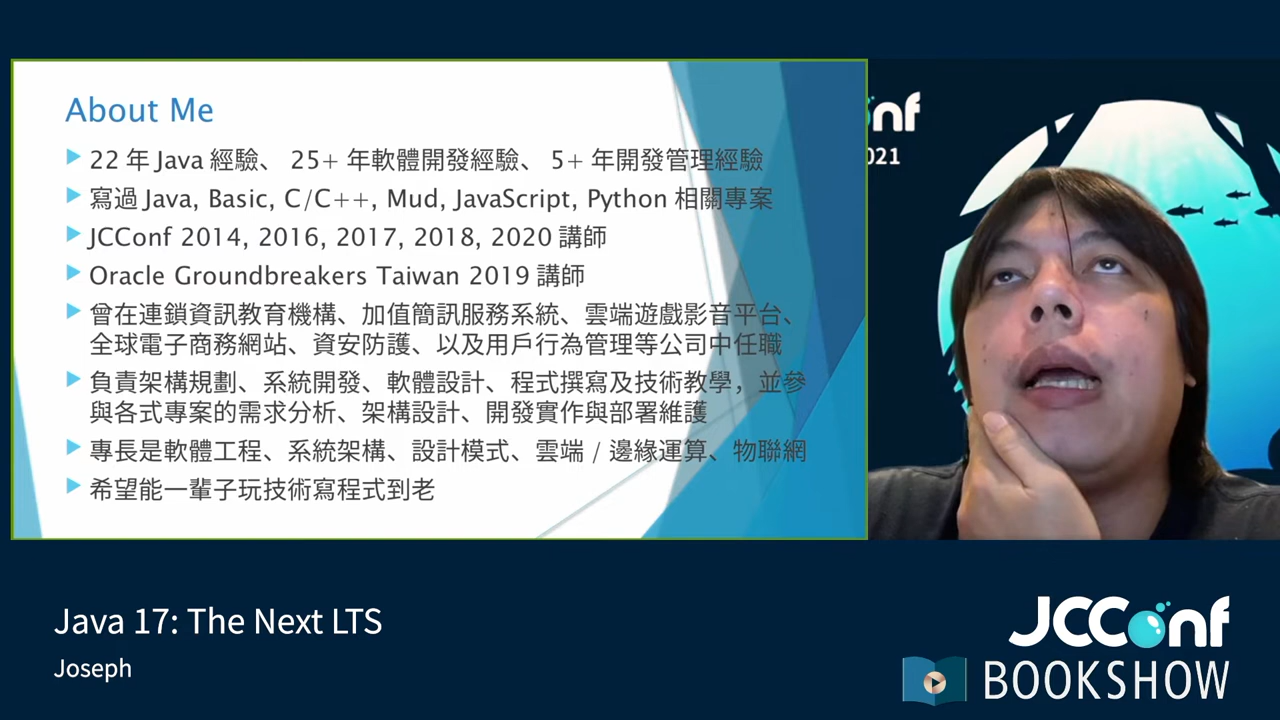 About Me
22 年 Java 經驗、 25+ 年軟體開發經驗、 5+ 年開發管理經驗
寫過 Java, Basic, C/C++, Mud, JavaScript, Python 相關專案
JCConf 2014, 2016, 2017, 2018, 2020 講師
Oracle Groundbreakers Taiwan 2019 講師
曾在連鎖資訊教育機構、加值簡訊服務系統、雲端遊戲影音平台、
全球電子商務網站、資安防護、以及用戶行為管理等公司中任職
負責架構規劃、系統開發、軟體設計、程式撰寫及技術教學，並參
與各式專案的需求分析、架構設計、開發實作與部署維護
專長是軟體工程、系統架構、設計模式、雲端 / 邊緣運算、物聯網
希望能一輩子玩技術寫程式到老
onf
2021
Java 17: The Next LTS
Joseph
JCConf
BOOKSHOW